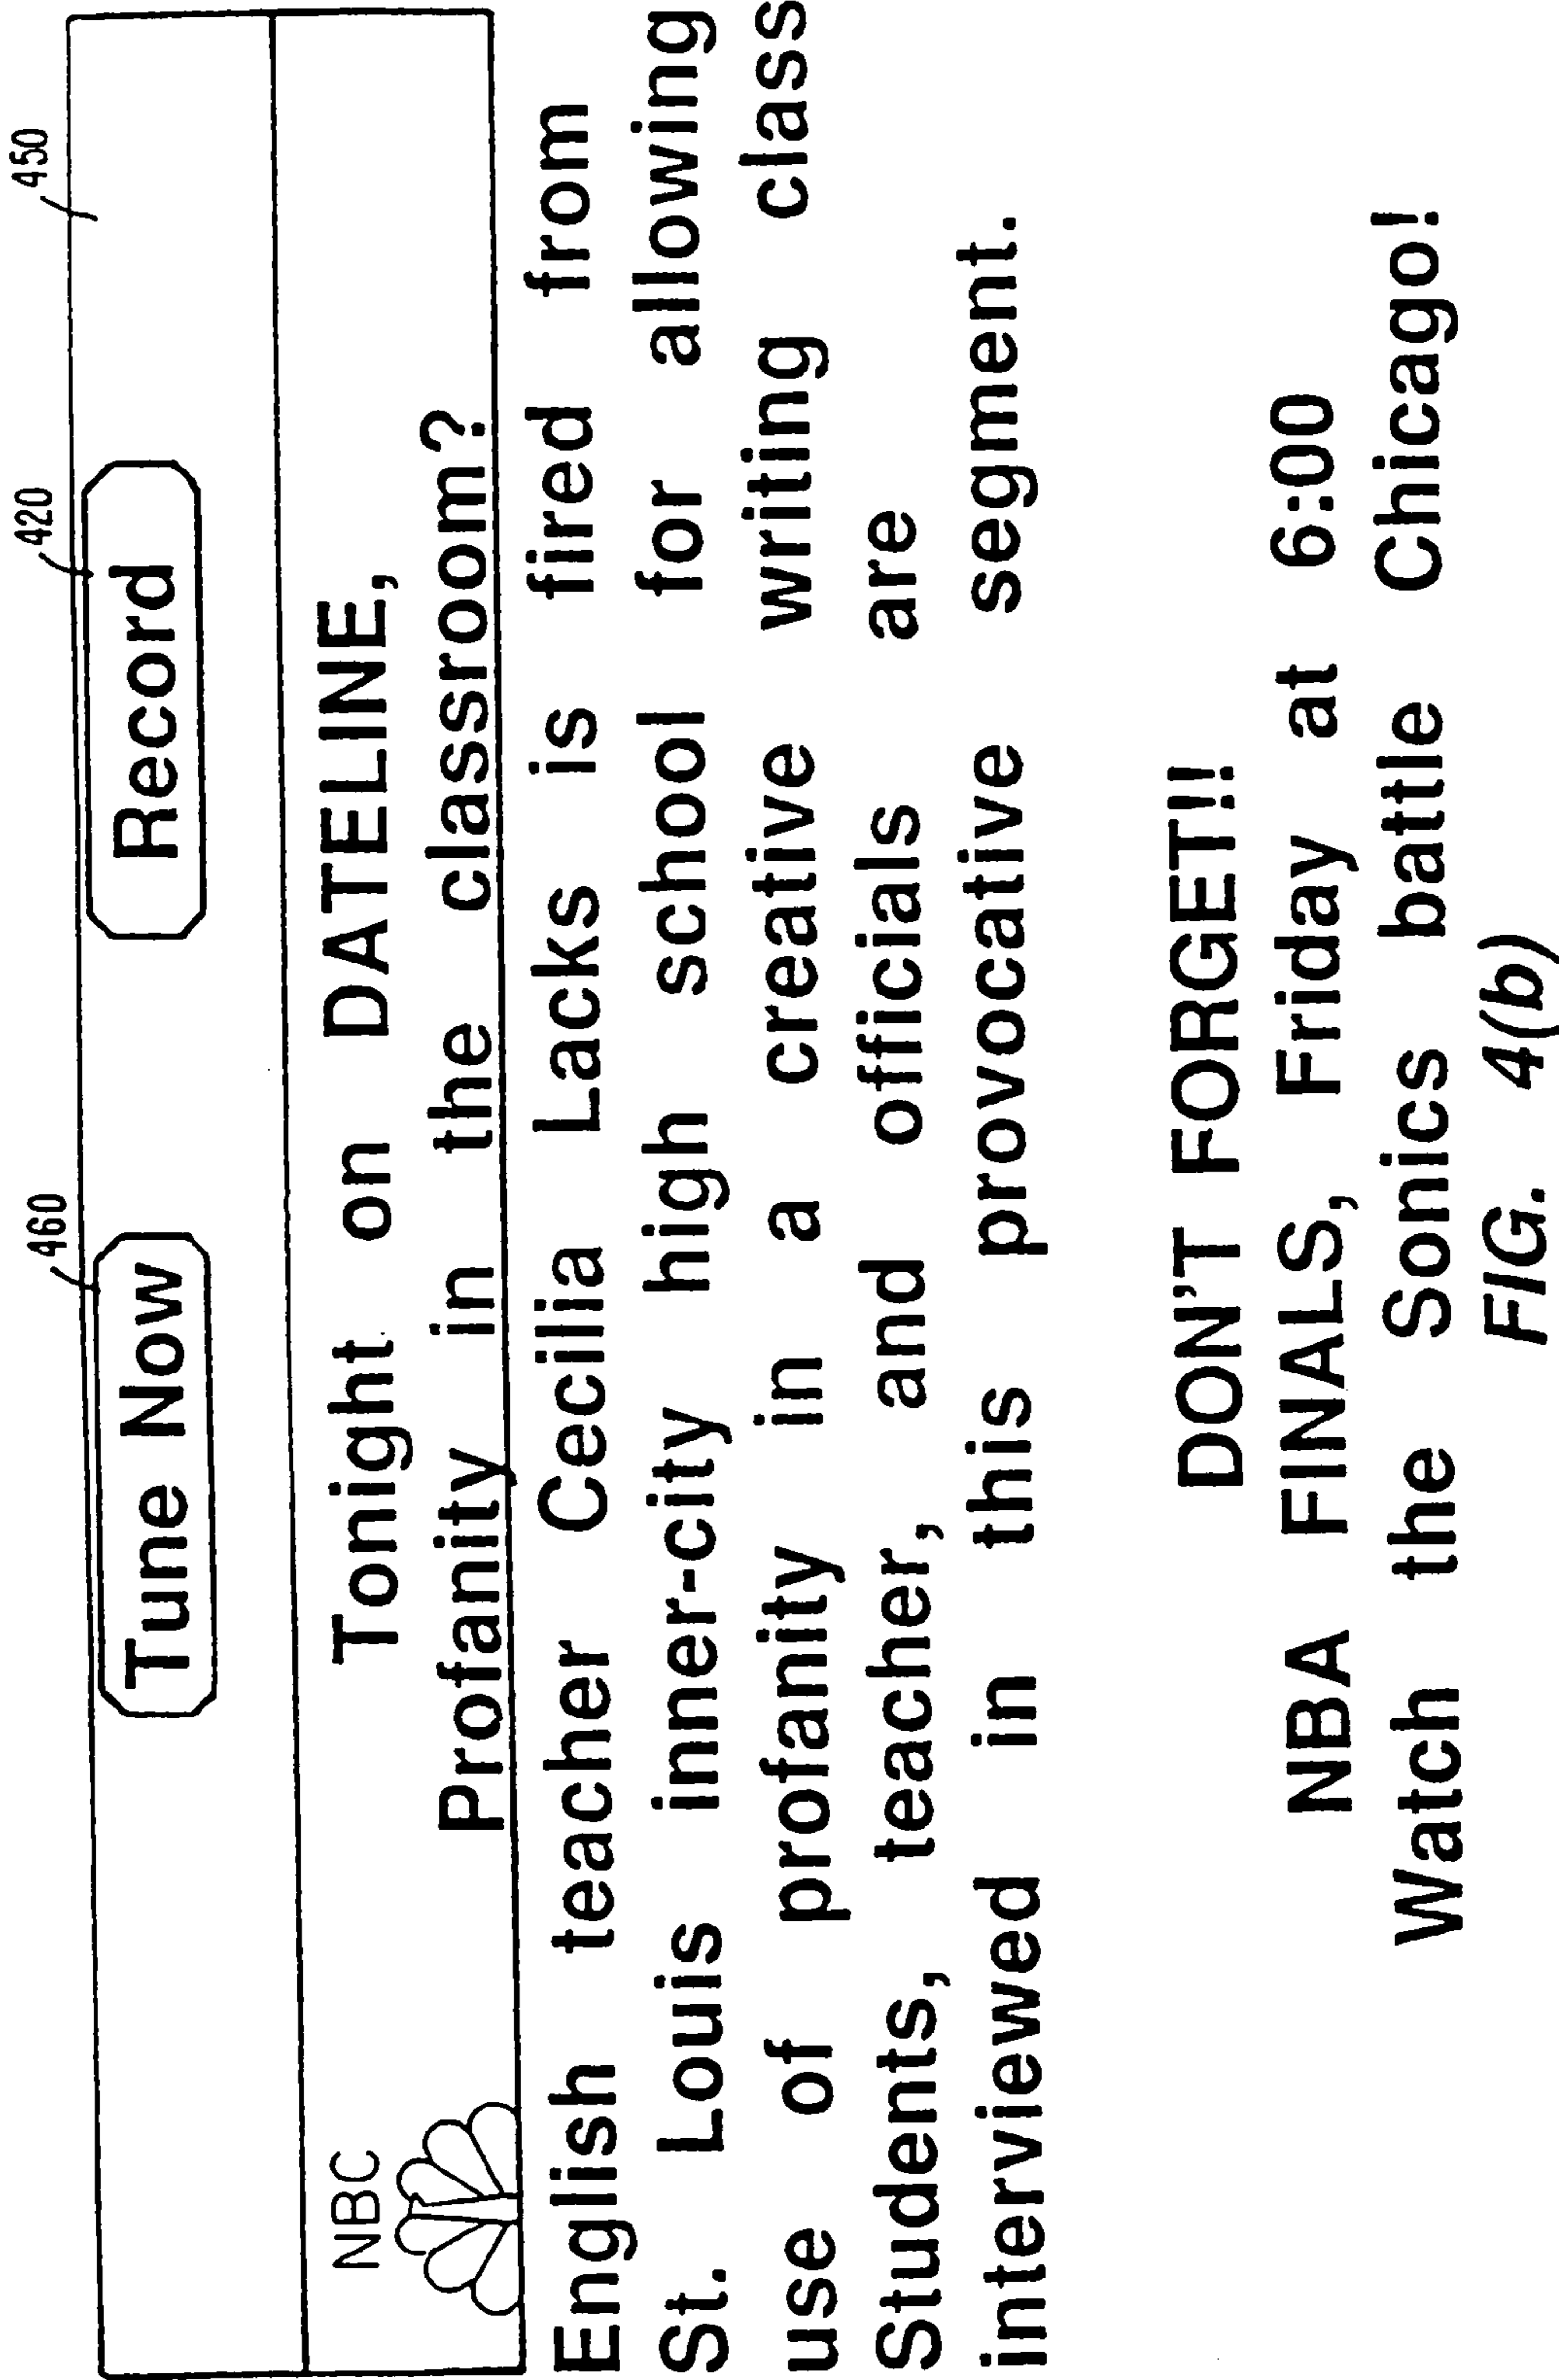 460 420 450
Tune Now Record
NBC
Tonight on DATELINE,
Profanity in the classroom?
English teacher Cecilia Lacks is fired from
St. Louis inner-city high school for allowing
use of profanity in a creative writing class
Students, teacher, and officials are
interviewed in this provocative segment.
DON'T FORGET!!
NBA FINALS, Friday at 6:00
Watch the Sonics battle Chicago!
FIG. 4(b)